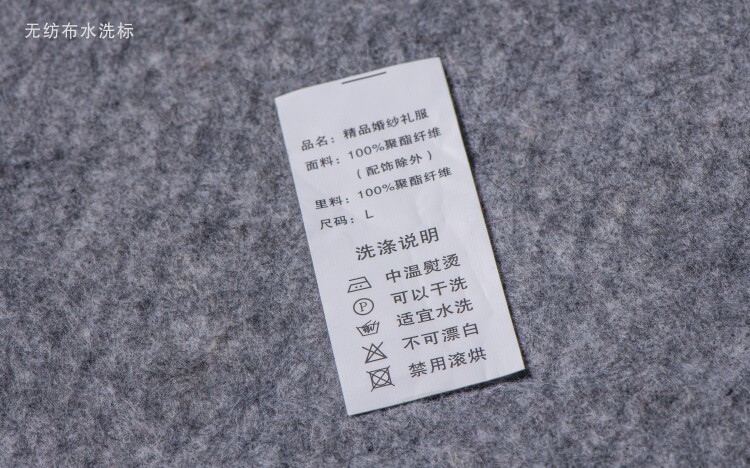 无纺布水洗标
品名：精品婚纱礼服
面料：100%聚酯纤维
（配饰除外）
里料：100%聚酯纤维
尺码：L
洗涤说明
中温熨烫
P 可以干洗
适宜水洗
不可漂白
禁用滚烘